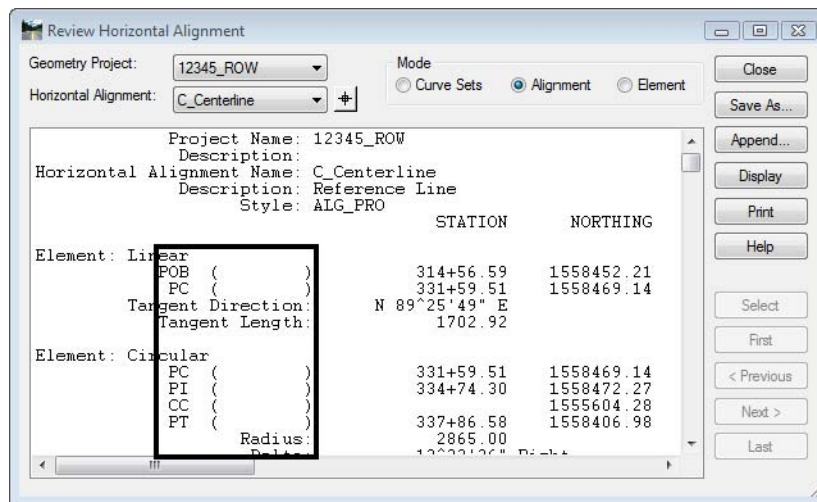 Review Horizontal Alignment
Geometry Project: 12345_ROW
Horizontal Alignment: C_Centerline
Mode
Curve Sets Alignment Element
Close
Save As...
Append...
Display
Print
Help
Select
First
< Previous
Next >
Last
Project Name: 12345_ROW
Description:
Horizontal Alignment Name: C_Centerline
Description: Reference Line
Style: ALG_PRO
STATION NORTHING
Element: Linear
POB ( ) 314+56.59 1558452.21
PC ( ) 331+59.51 1558469.14
Tangent Direction: N 89^25'49" E
Tangent Length: 1702.92
Element: Circular
PC ( ) 331+59.51 1558469.14
PI ( ) 334+74.30 1558472.27
CC ( ) 1555604.28
PT ( ) 337+86.58 1558406.98
Radius: 2865.00